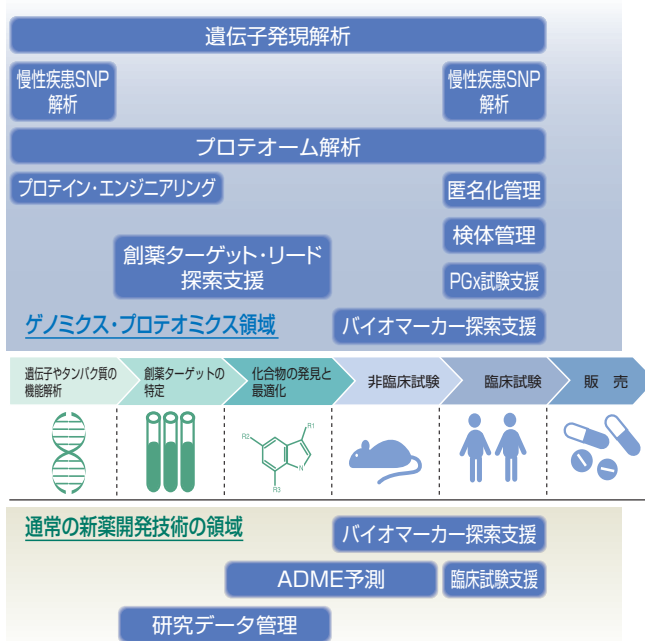 遺伝子発現解析
慢性疾患SNP
解析
慢性疾患SNP
解析
プロテオーム解析
プロテイン・エンジニアリング
匿名化管理
検体管理
創薬ターゲット・リード
探索支援
PGx試験支援
ゲノミクス・プロテオミクス領域
バイオマーカー探索支援
遺伝子やタンパク質の
機能解析
創薬ターゲットの
特定
化合物の発見と
最適化
非臨床試験
臨床試験
販 売
R1
R2
N
R3
通常の新薬開発技術の領域
バイオマーカー探索支援
ADME予測
臨床試験支援
研究データ管理